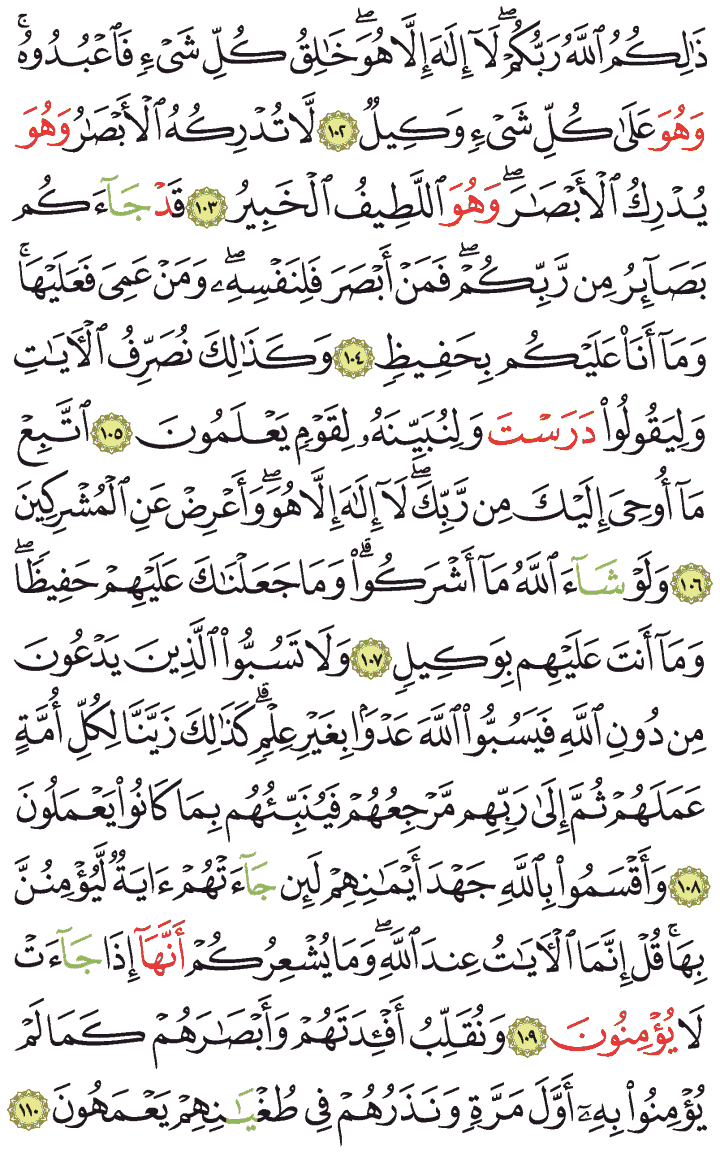 ذَٰلِكُمُ ٱللَّهُ رَبُّكُمْۖ لَآ إِلَٰهَ إِلَّا هُوَۖ خَٰلِقُ كُلِّ شَىْءٍ فَٱعْبُدُوهُۚ
وَهُوَ عَلَىٰ كُلِّ شَىْءٍ وَكِيلٌ ١٠٢ لَّا تُدْرِكُهُ ٱلْأَبْصَٰرُ وَهُوَ
يُدْرِكُ ٱلْأَبْصَٰرَۖ وَهُوَ ٱللَّطِيفُ ٱلْخَبِيرُ ١٠٣ قَدْ جَآءَكُم
بَصَآئِرُ مِن رَّبِّكُمْۖ فَمَنْ أَبْصَرَ فَلِنَفْسِهِۦۖ وَمَنْ عَمِىَ فَعَلَيْهَاۚ
وَمَآ أَنَا۠ عَلَيْكُم بِحَفِيظٍ ١٠٤ وَكَذَٰلِكَ نُصَرِّفُ ٱلْأَيَٰتِ
وَلِيَقُولُوا۟ دَرَسْتَ وَلِنُبَيِّنَهُۥ لِقَوْمٍ يَعْلَمُونَ ١٠٥ ٱتَّبِعْ
مَآ أُوحِىَ إِلَيْكَ مِن رَّبِّكَۖ لَآ إِلَٰهَ إِلَّا هُوَۖ وَأَعْرِضْ عَنِ ٱلْمُشْرِكِينَ
١٠٦ وَلَوْ شَآءَ ٱللَّهُ مَآ أَشْرَكُوا۟ۗ وَمَا جَعَلْنَٰكَ عَلَيْهِمْ حَفِيظًاۖ
وَمَآ أَنتَ عَلَيْهِم بِوَكِيلٍ ١٠٧ وَلَا تَسُبُّوا۟ ٱلَّذِينَ يَدْعُونَ
مِن دُونِ ٱللَّهِ فَيَسُبُّوا۟ ٱللَّهَ عَدْوًۢا بِغَيْرِ عِلْمٍۗ كَذَٰلِكَ زَيَّنَّا لِكُلِّ أُمَّةٍ
عَمَلَهُمْ ثُمَّ إِلَىٰ رَبِّهِم مَّرْجِعُهُمْ فَيُنَبِّئُهُم بِمَا كَانُوا۟ يَعْمَلُونَ
١٠٨ وَأَقْسَمُوا۟ بِٱللَّهِ جَهْدَ أَيْمَٰنِهِمْ لَئِن جَآءَتْهُمْ ءَايَةٌ لَّيُؤْمِنُنَّ
بِهَاۚ قُلْ إِنَّمَا ٱلْأَيَٰتُ عِندَ ٱللَّهِۖ وَمَا يُشْعِرُكُمْ أَنَّهَآ إِذَا جَآءَتْ
لَا يُؤْمِنُونَ ١٠٩ وَنُقَلِّبُ أَفْـِٔدَتَهُمْ وَأَبْصَٰرَهُمْ كَمَا لَمْ
يُؤْمِنُوا۟ بِهِۦٓ أَوَّلَ مَرَّةٍ وَنَذَرُهُمْ فِى طُغْيَٰنِهِمْ يَعْمَهُونَ ١١٠